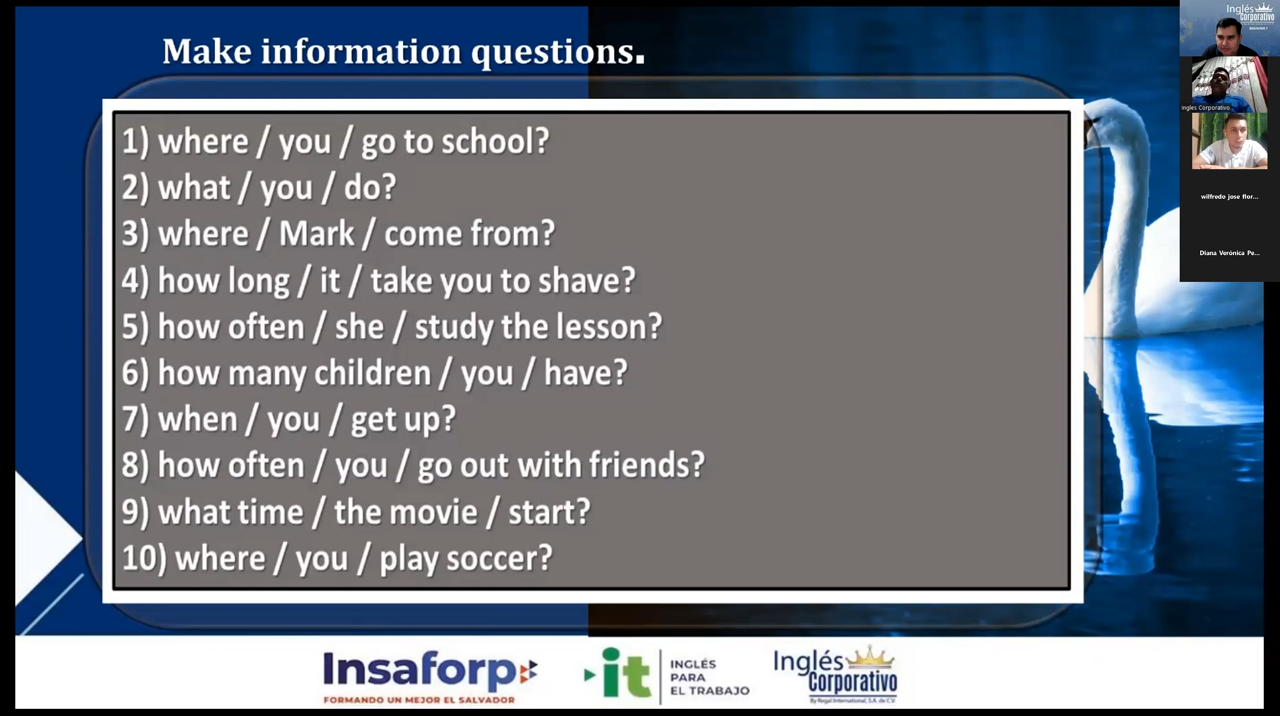 Make information questions.
1) where / you / go to school?
2) what / you / do?
3) where / Mark / come from?
4) how long / it / take you to shave?
5) how often / she / study the lesson?
6) how many children / you / have?
7) when / you / get up?
8) how often / you / go out with friends?
9) what time / the movie / start?
10) where / you / play soccer?
Insaforp
FORMANDO UN MEJOR EL SALVADOR
it
INGLÉS
PARA
EL TRABAJO
Inglés
Corporativo
By Regal International, S.A. de C.V.
Inglés
Corporativo
Ingles Corporativo
wilfredo jose flor...
Diana Verónica Pe...